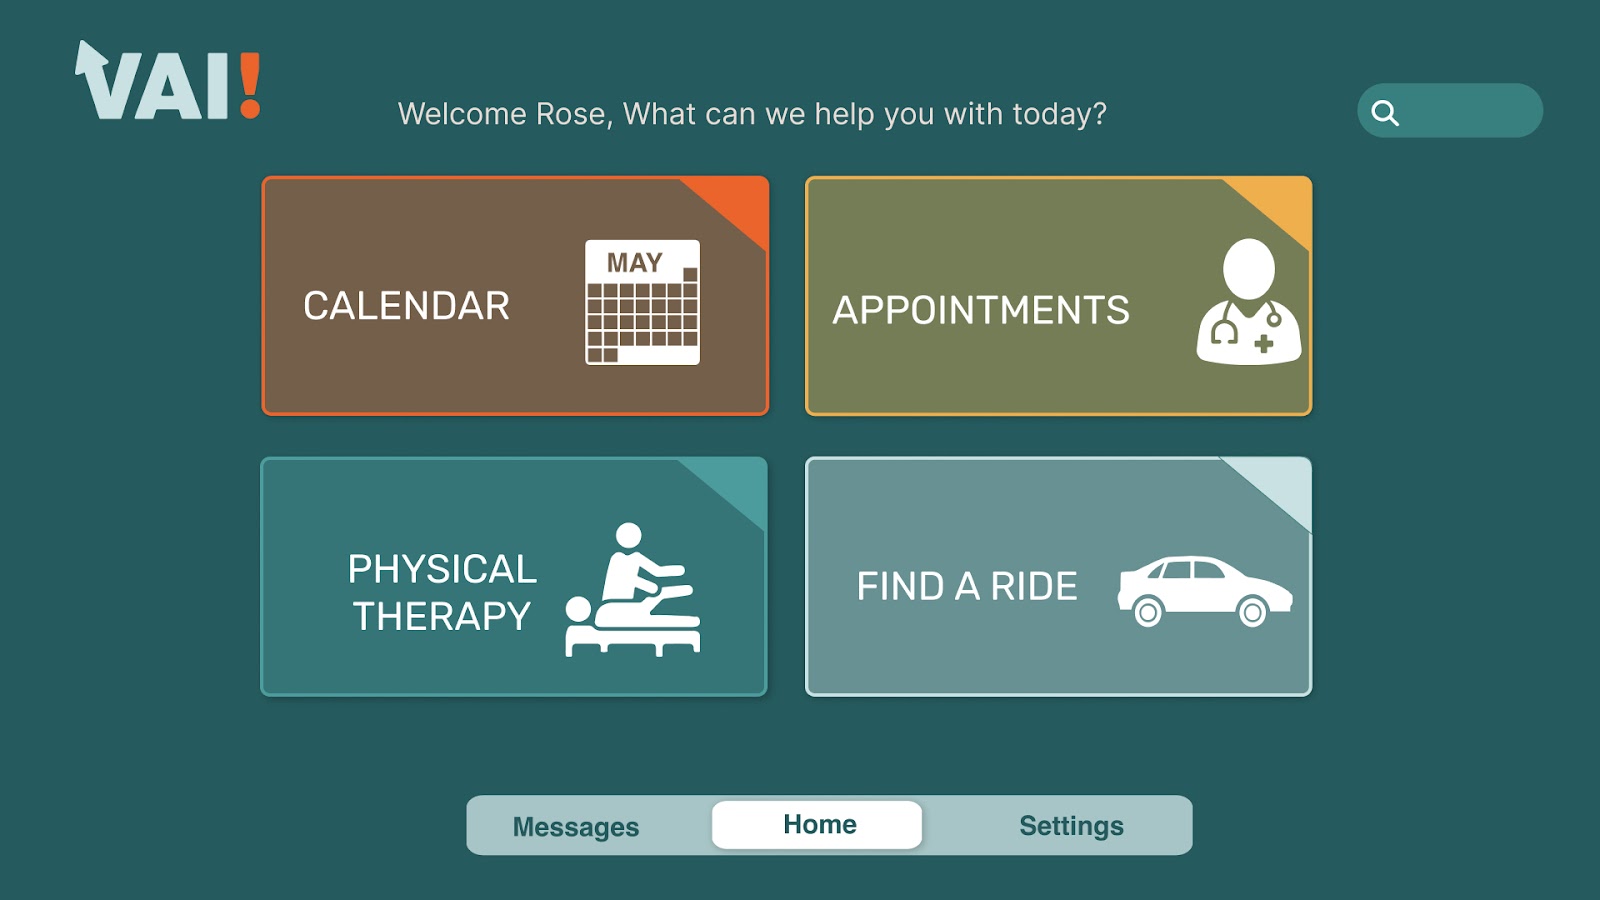 VAI!
Welcome Rose, What can we help you with today?
CALENDAR
MAY
APPOINTMENTS
PHYSICAL
THERAPY
FIND A RIDE
Messages
Home
Settings